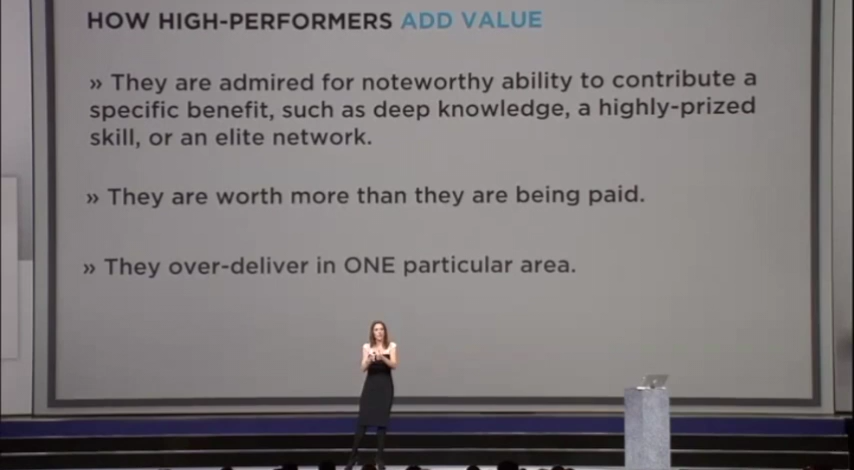 HOW HIGH-PERFORMERS ADD VALUE
» They are admired for noteworthy ability to contribute a
specific benefit, such as deep knowledge, a highly-prized
skill, or an elite network.
» They are worth more than they are being paid.
» They over-deliver in ONE particular area.